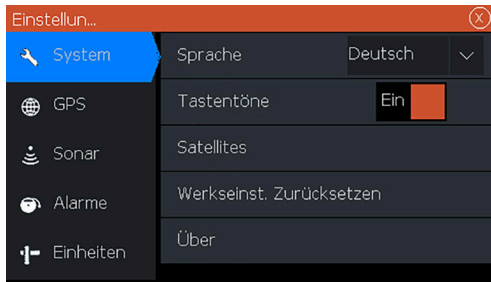 Einstellun...
System
GPS
Sonar
Alarme
Einheiten
Sprache Deutsch
Tastentöne Ein
Satellites
Werkseinst. Zurücksetzen
Über